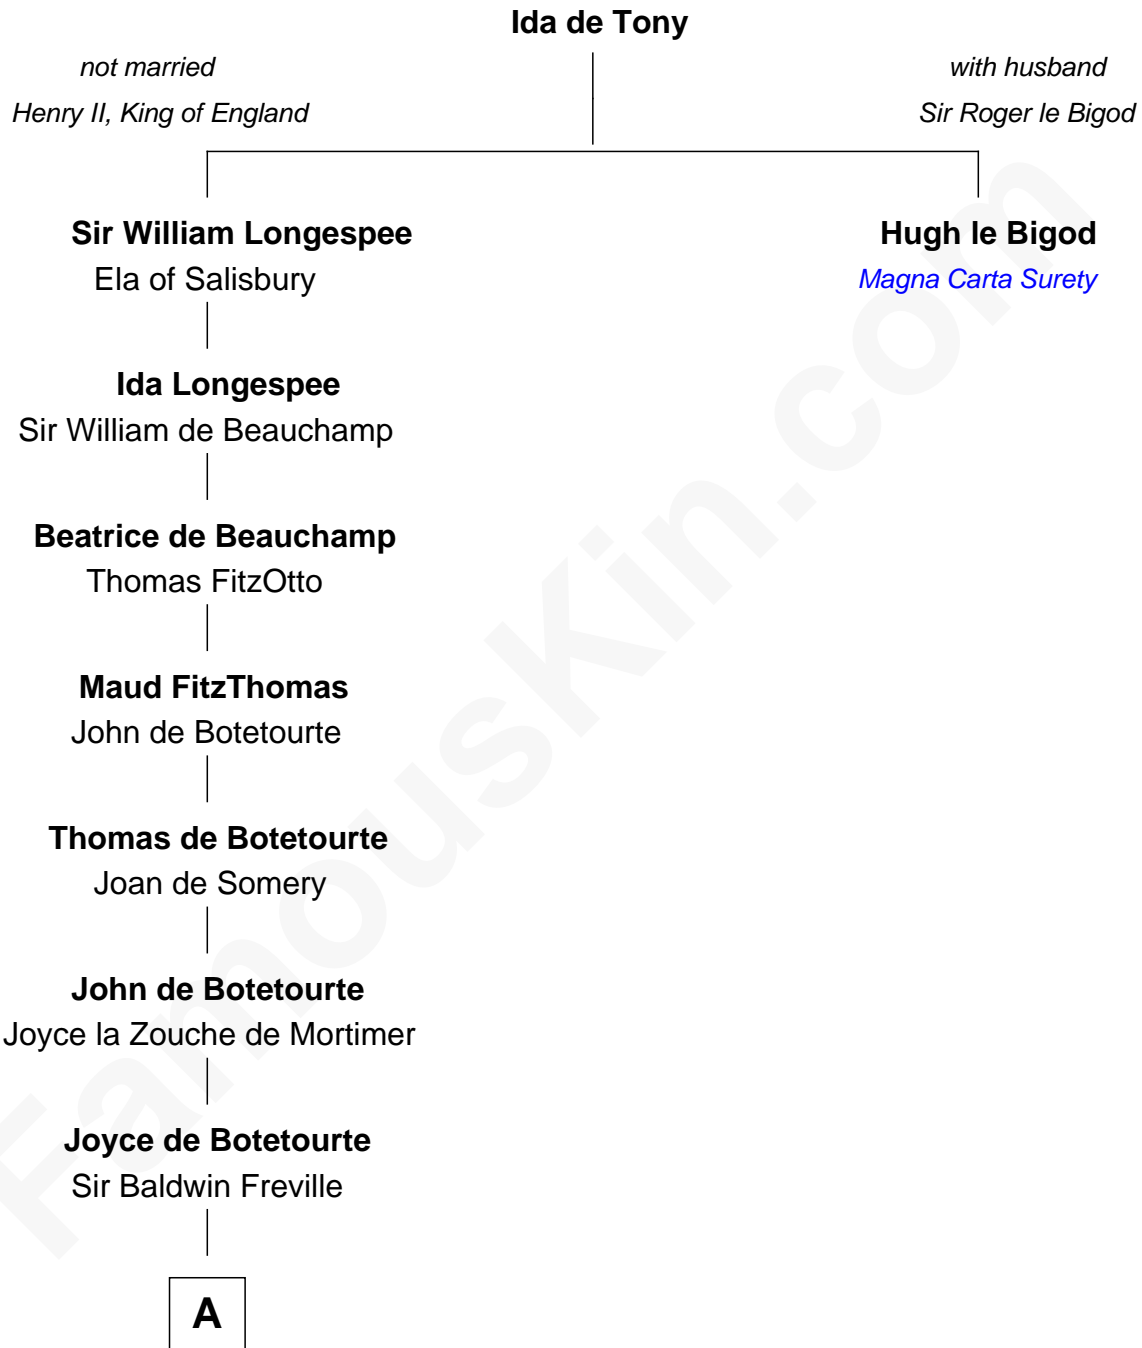 Ida de Tony
not married
with husband
Henry II, King of England
Sir Roger le Bigod
Sir William Longespee
Hugh le Bigod
Ela of Salisbury
Magna Carta Surety
Ida Longespee
Sir William de Beauchamp
Beatrice de Beauchamp
Thomas FitzOtto
Maud FitzThomas
John de Botetourte
Thomas de Botetourte
Joan de Somery
John de Botetourte
Joyce la Zouche de Mortimer
Joyce de Botetourte
Sir Baldwin Freville
A
FamousKin.com